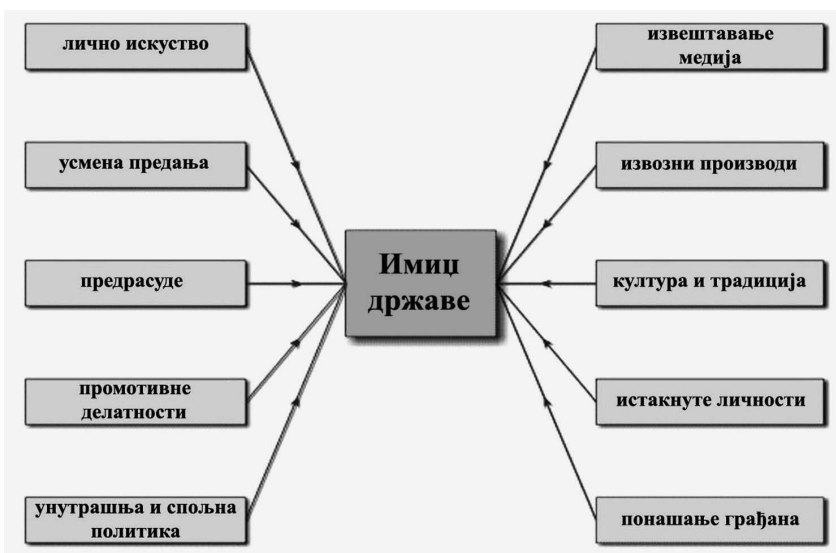 лично искуство
усмена предања
предрасуде
промотивне
делатности
унутрашња и спољна
политика
Имиџ
државе
извештавање
медија
извозни производи
култура и традиција
истакнуте личности
понашање грађана